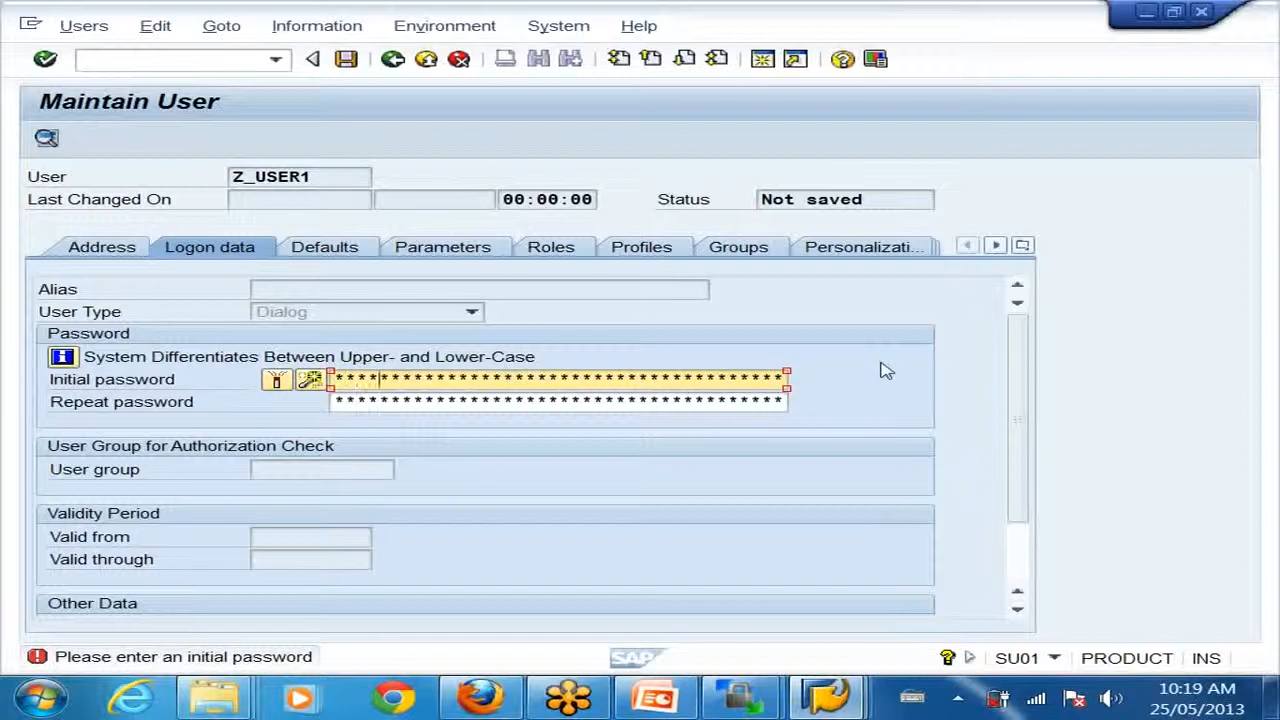 Users Edit Goto Information Environment System Help
Maintain User
User Z_USER1
Last Changed On 00:00:00 Status Not saved
Address Logon data Defaults Parameters Roles Profiles Groups Personalizati...
Alias
User Type Dialog
Password
System Differentiates Between Upper- and Lower-Case
Initial password ****************************************
Repeat password ****************************************
User Group for Authorization Check
User group
Validity Period
Valid from
Valid through
Other Data
Please enter an initial password SAP SU01 PRODUCT INS
10:19 AM
25/05/2013